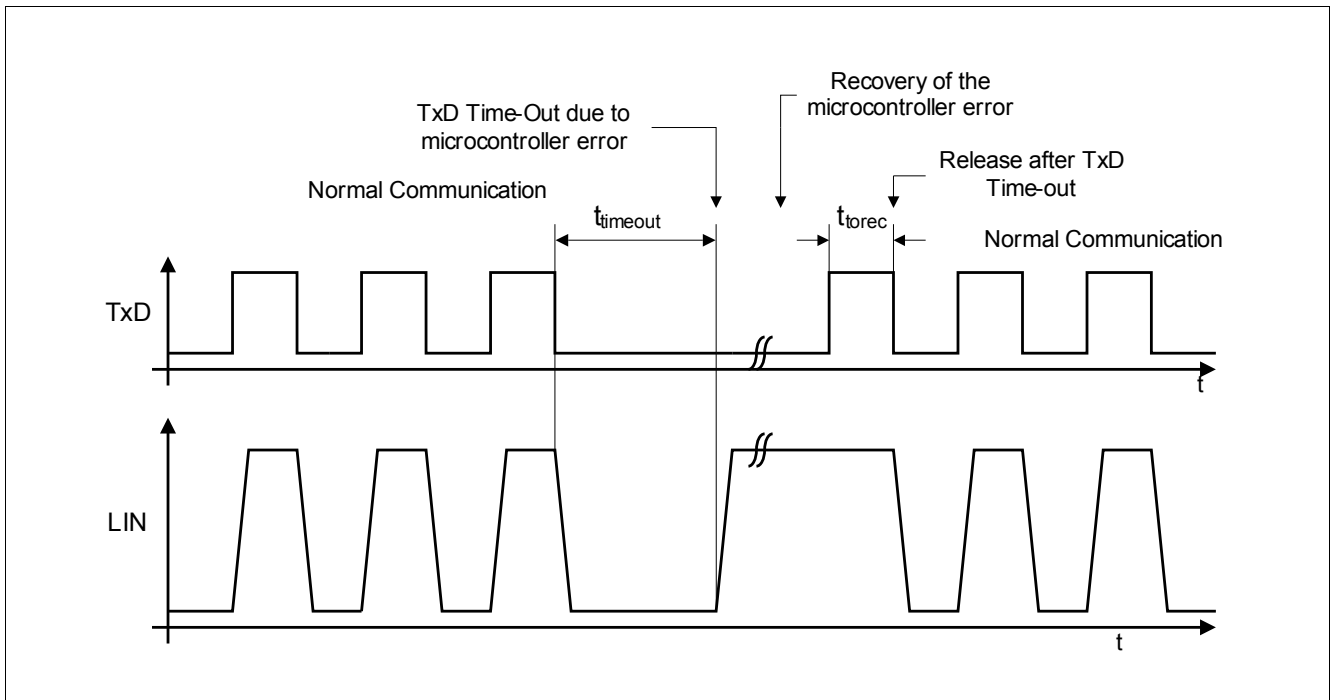 Recovery of the
microcontroller error
TxD Time-Out due to
microcontroller error
Release after TxD
Time-out
Normal Communication
ttimeout
ttorec
Normal Communication
TxD
t
LIN
t